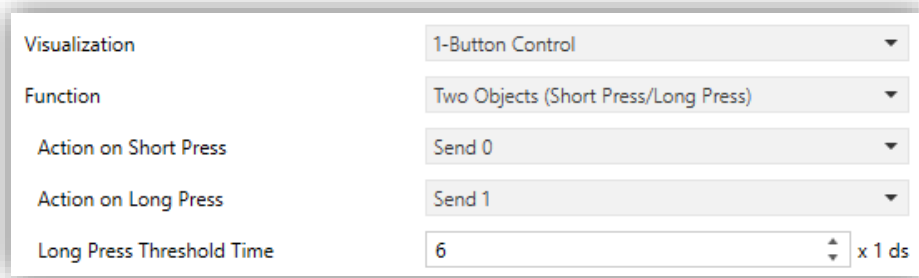 Visualization 1-Button Control
Function Two Objects (Short Press/Long Press)
Action on Short Press Send 0
Action on Long Press Send 1
Long Press Threshold Time 6 x 1 ds